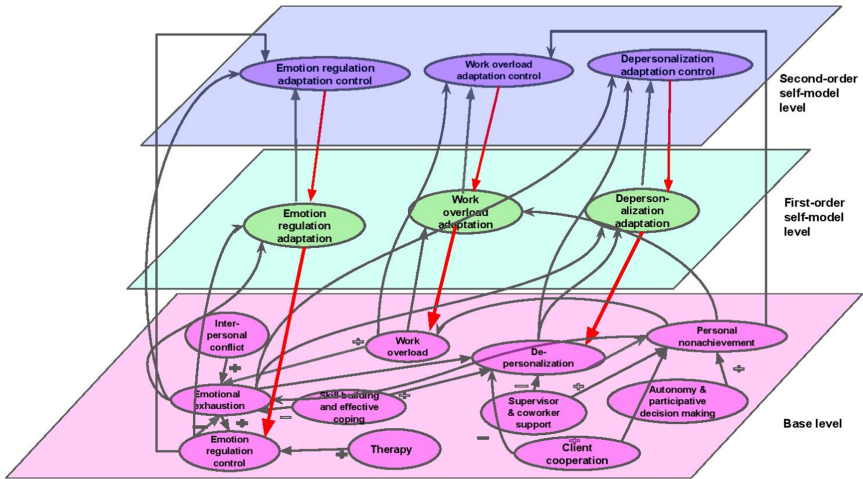 Emotion regulation
adaptation control
Work overload
adaptation control
Depersonalization
adaptation control
Second-order
self-model
level
Emotion
regulation
adaptation
Work
overload
adaptation
Deperson-
alization
adaptation
First-order
self-model
level
Inter-
personal
conflict
+
+
Work
overload
De-
personalization
Personal
nonachievement
+
Emotional
exhaustion
Skill building
and effective
coping
+
−
−
+
Supervisor
& coworker
support
Autonomy &
participative
decision making
−
+
Emotion
regulation
control
+
Therapy
−
+
Client
cooperation
Base level